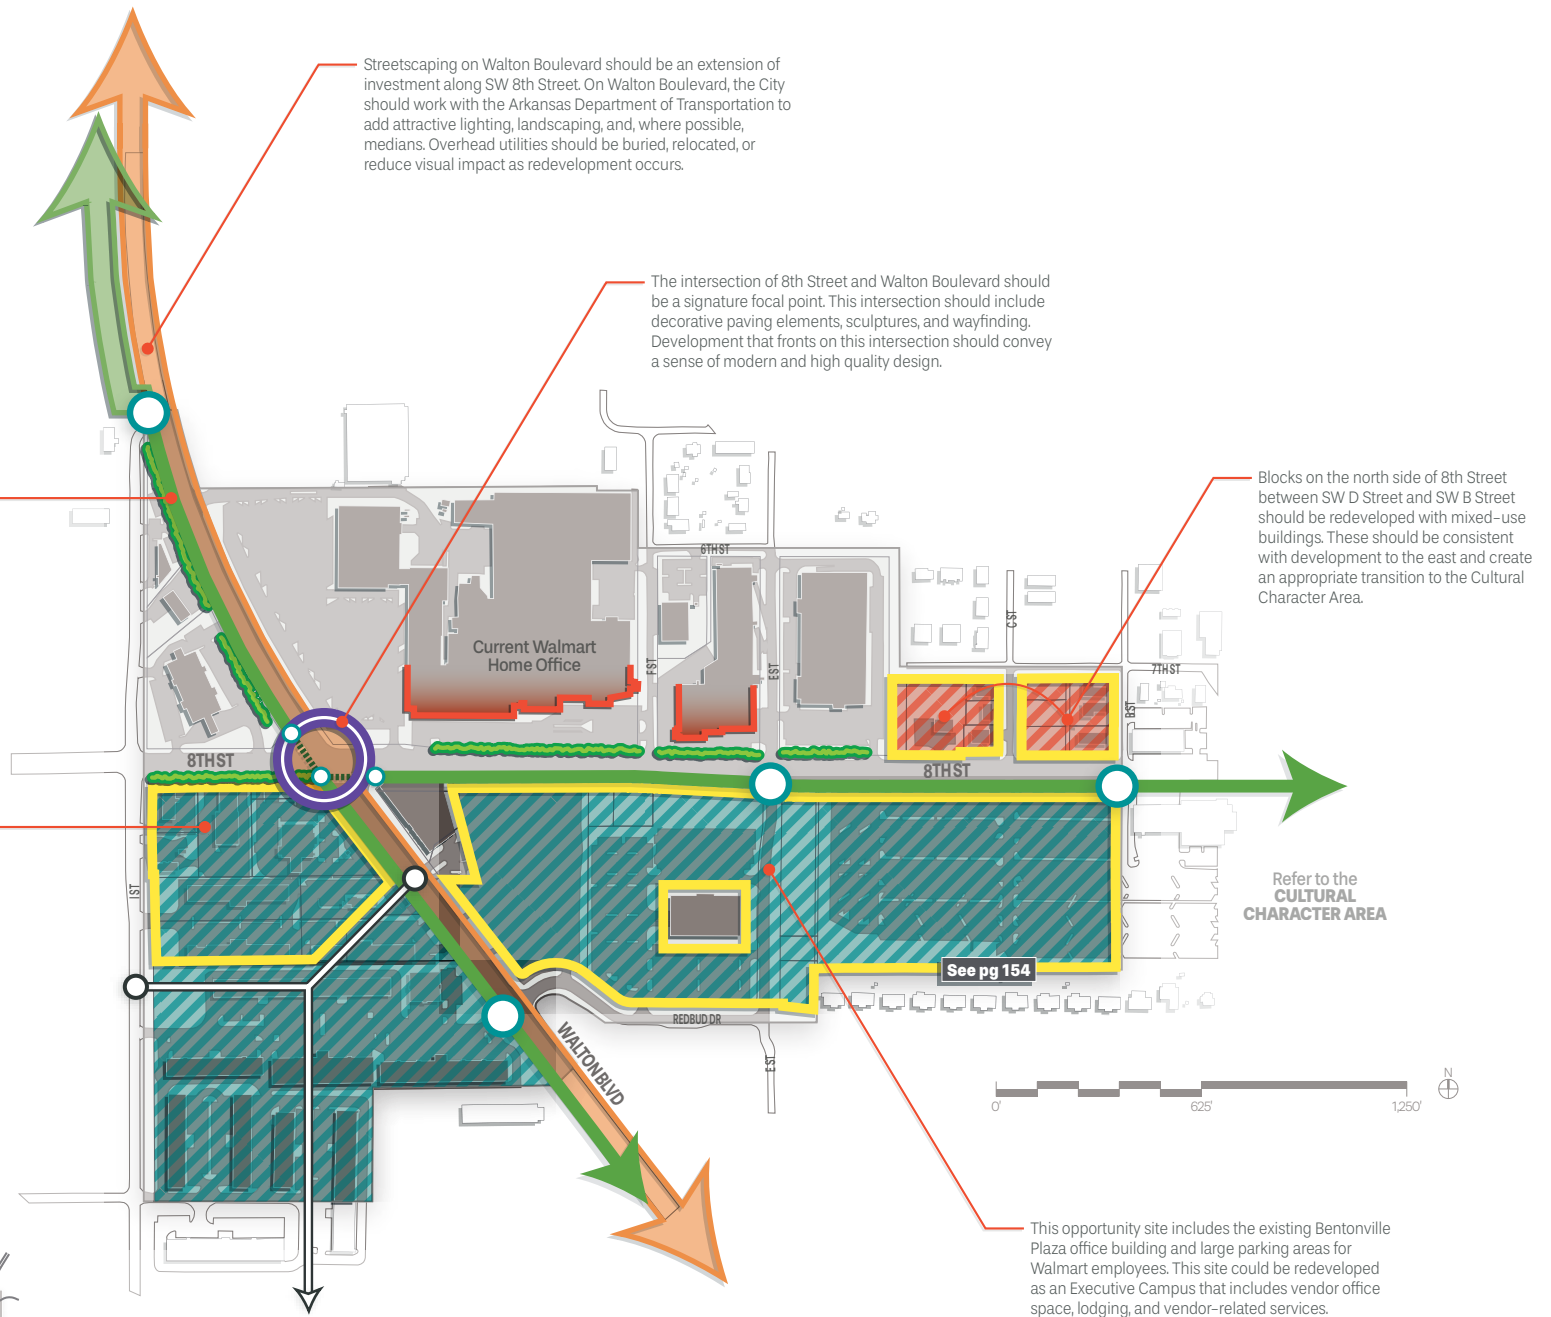 Streetscaping on Walton Boulevard should be an extension of
investment along SW 8th Street. On Walton Boulevard, the City
should work with the Arkansas Department of Transportation to
add attractive lighting, landscaping, and, where possible,
medians. Overhead utilities should be buried, relocated, or
reduce visual impact as redevelopment occurs.
The intersection of 8th Street and Walton Boulevard should
be a signature focal point. This intersection should include
decorative paving elements, sculptures, and wayfinding.
Development that fronts on this intersection should convey
a sense of modern and high quality design.
Blocks on the north side of 8th Street
between SW D Street and SW B Street
should be redeveloped with mixed-use
buildings. These should be consistent
with development to the east and create
an appropriate transition to the Cultural
Character Area.
6TH ST
C ST
Current Walmart
Home Office
F ST
E ST
7TH ST
B ST
8TH ST
8TH ST
I ST
Refer to the
CULTURAL
CHARACTER AREA
See pg 154
REDBUD DR
WALTON BLVD
E ST
N
0'
625'
1,250'
This opportunity site includes the existing Bentonville
Plaza office building and large parking areas for
Walmart employees. This site could be redeveloped
as an Executive Campus that includes vendor office
space, lodging, and vendor-related services.